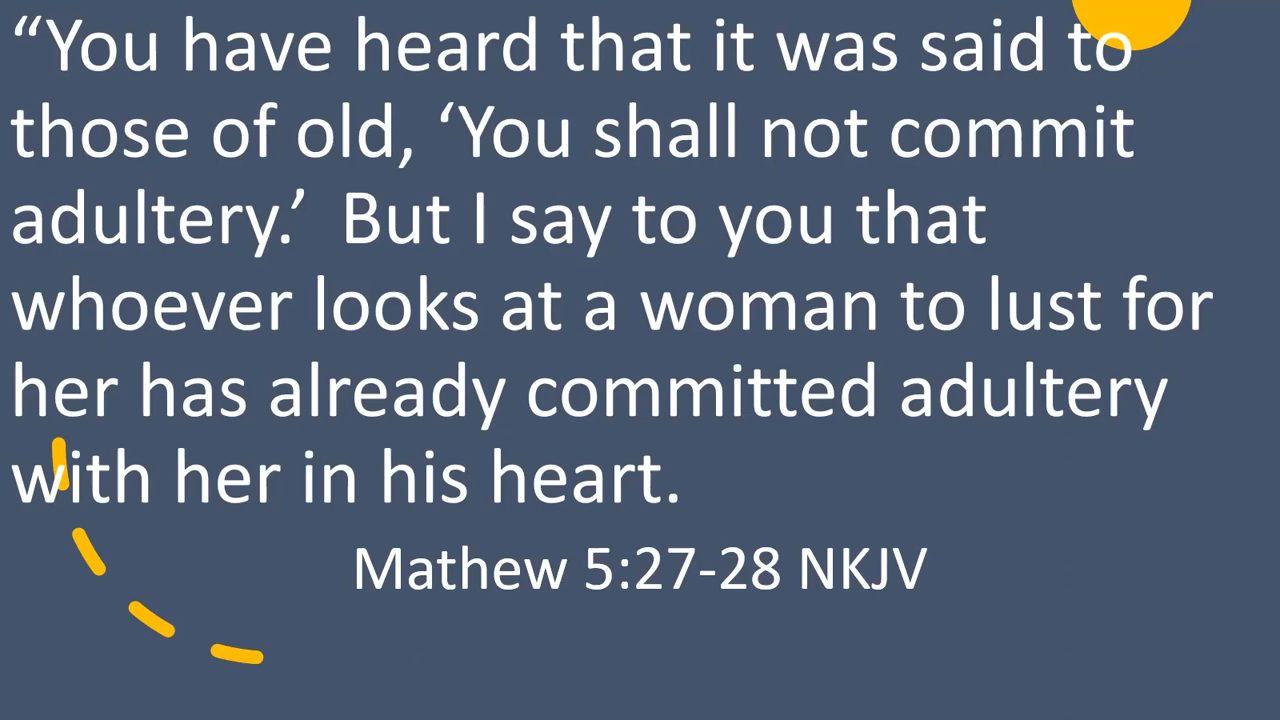 “You have heard that it was said to
those of old, ‘You shall not commit
adultery.’  But I say to you that
whoever looks at a woman to lust for
her has already committed adultery
with her in his heart.
Mathew 5:27-28 NKJV